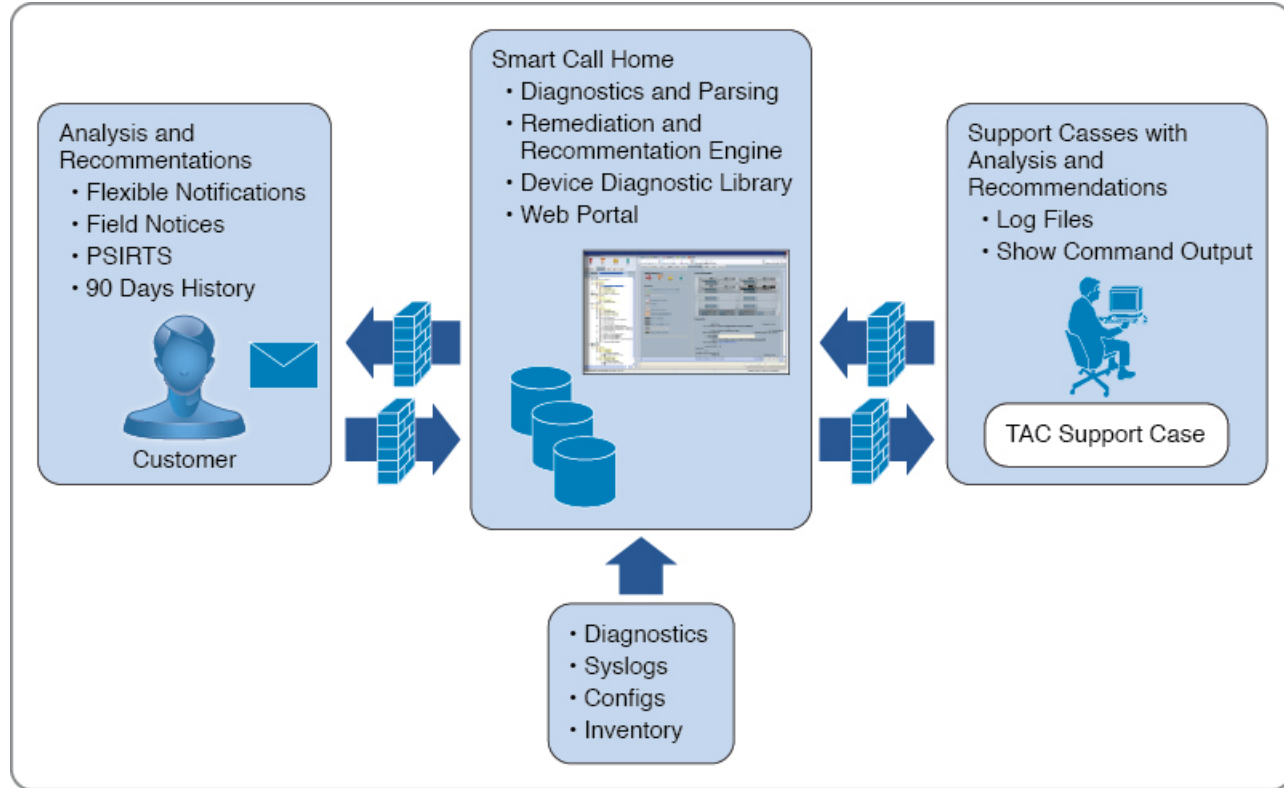 Analysis and
Recommentations
• Flexible Notifications
• Field Notices
• PSIRTS
• 90 Days History
Customer
Smart Call Home
• Diagnostics and Parsing
• Remediation and
Recommentation Engine
• Device Diagnostic Library
• Web Portal
Support Casses with
Analysis and
Recommendations
• Log Files
• Show Command Output
TAC Support Case
• Diagnostics
• Syslogs
• Configs
• Inventory